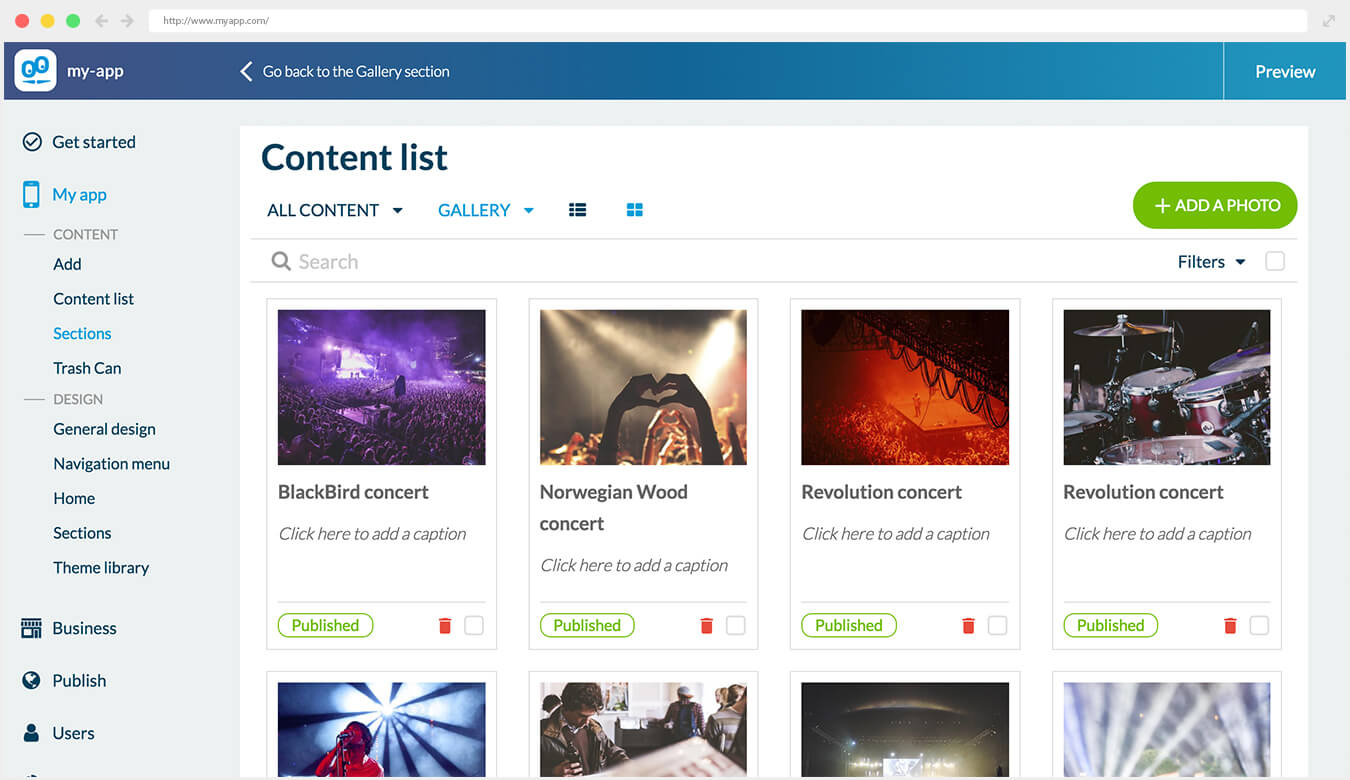 http://www.myapp.com/
my-app
Go back to the Gallery section
Preview
Get started
My app
CONTENT
Add
Content list
Sections
Trash Can
DESIGN
General design
Navigation menu
Home
Sections
Theme library
Business
Publish
Users
Content list
ALL CONTENT
GALLERY
+ ADD A PHOTO
Search
Filters
BlackBird concert
Click here to add a caption
Published
Norwegian Wood
concert
Click here to add a caption
Published
Revolution concert
Click here to add a caption
Published
Revolution concert
Click here to add a caption
Published